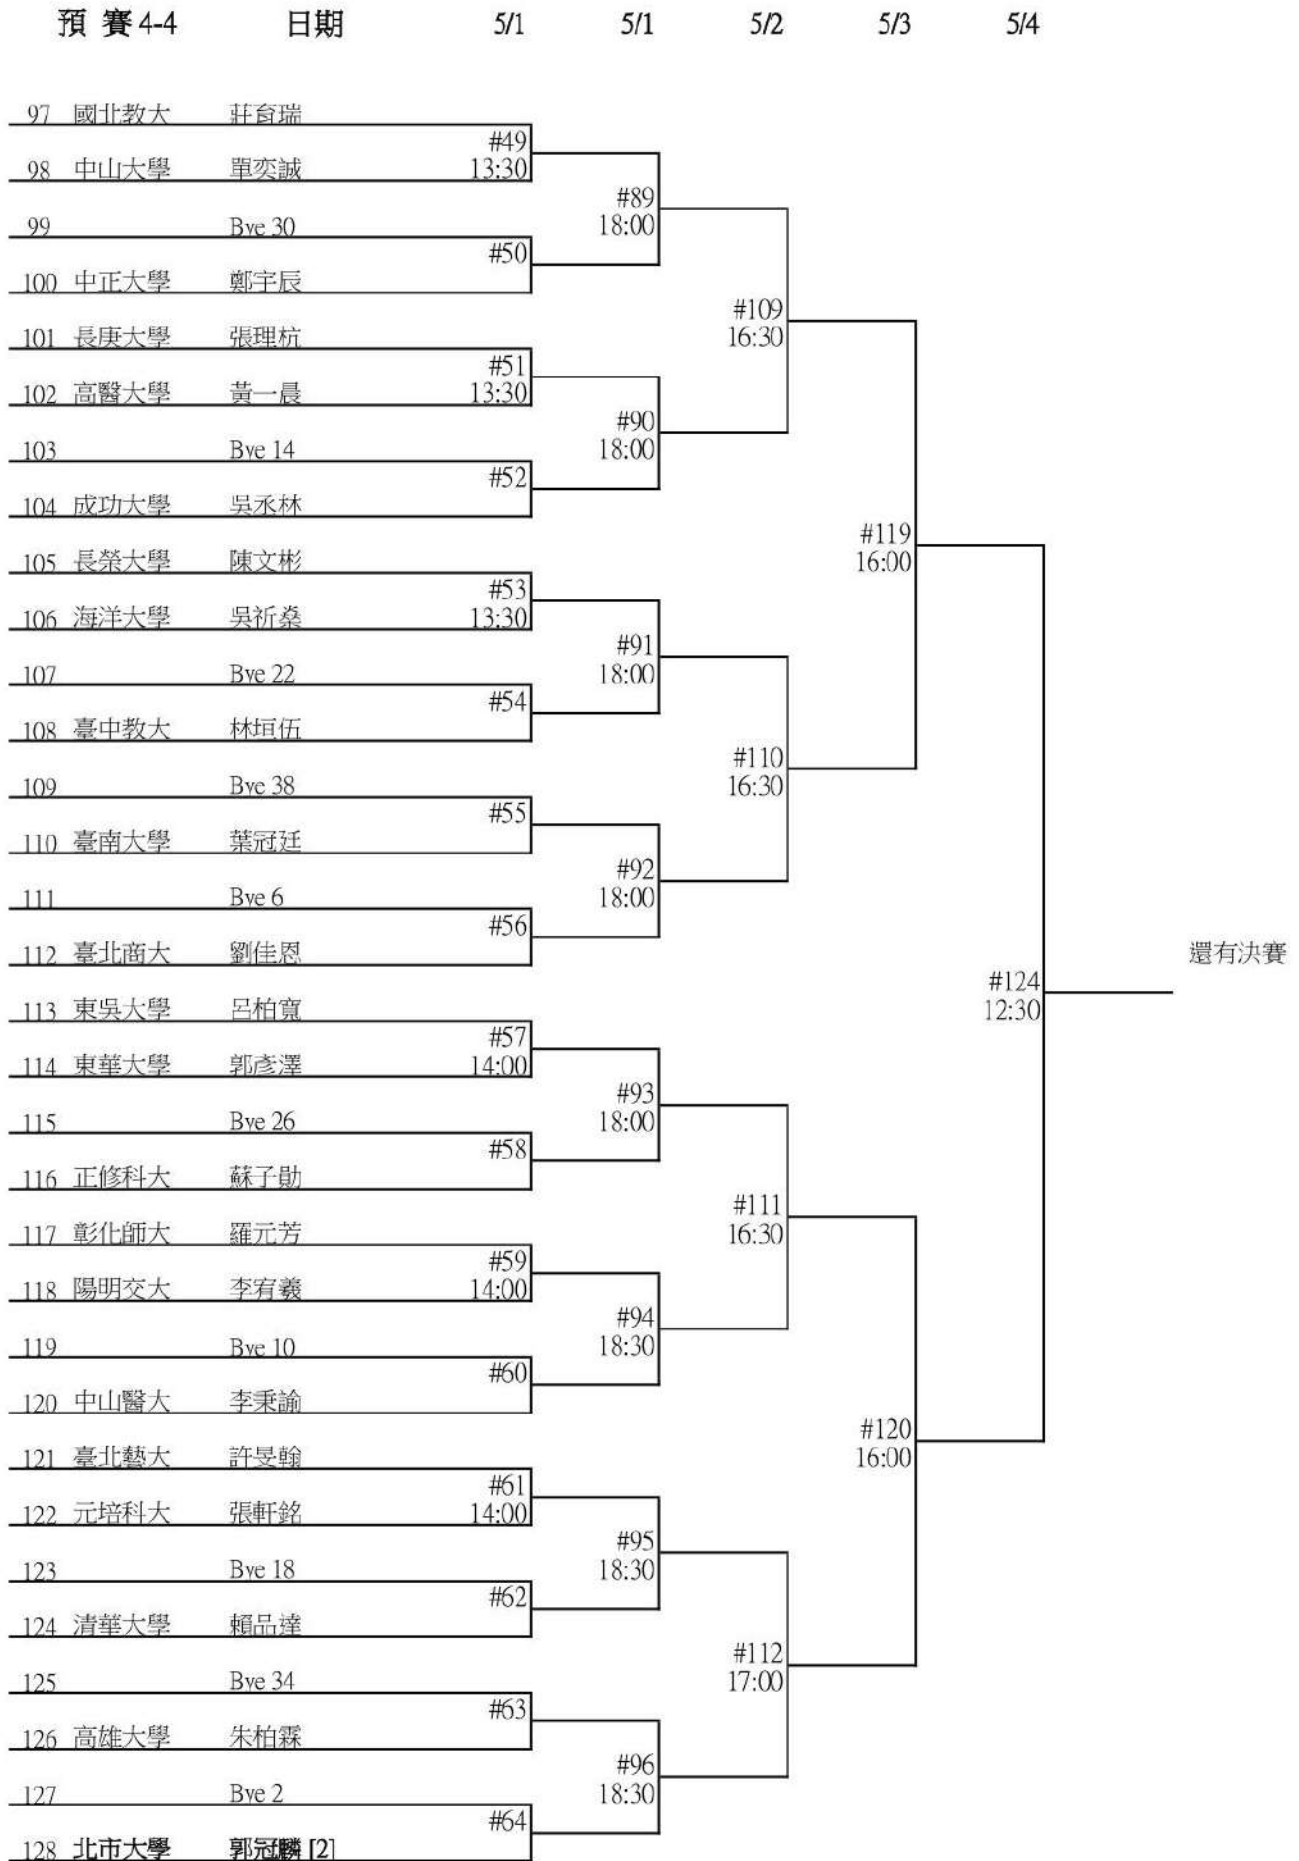 預 賽 4-4 日期 5/1 5/1 5/2 5/3 5/4
97 國北教大 莊育瑞
#49
98 中山大學 單奕誠 13:30
#89
99 Bye 30 18:00
#50
100 中正大學 鄭宇辰
#109
101 長庚大學 張理杭 16:30
#51
102 高醫大學 黃一晨 13:30
#90
103 Bye 14 18:00
#52
104 成功大學 吳丞林
#119
105 長榮大學 陳文彬 16:00
#53
106 海洋大學 吳祈燊 13:30
#91
107 Bye 22 18:00
#54
108 臺中教大 林垣伍
#110
109 Bye 38 16:30
#55
110 臺南大學 葉冠廷
#92
111 Bye 6 18:00
#56
112 臺北商大 劉佳恩 還有決賽
#124
113 東吳大學 呂柏寬 12:30
#57
114 東華大學 郭彥澤 14:00
#93
115 Bye 26 18:00
#58
116 正修科大 蘇子勛
#111
117 彰化師大 羅元芳 16:30
#59
118 陽明交大 李宥羲 14:00
#94
119 Bye 10 18:30
#60
120 中山醫大 李秉諭
#120
121 臺北藝大 許旻翰 16:00
#61
122 元培科大 張軒銘 14:00
#95
123 Bye 18 18:30
#62
124 清華大學 賴品達
#112
125 Bye 34 17:00
#63
126 高雄大學 朱柏霖
#96
127 Bye 2 18:30
#64
128 北市大學 郭冠麟 [2]